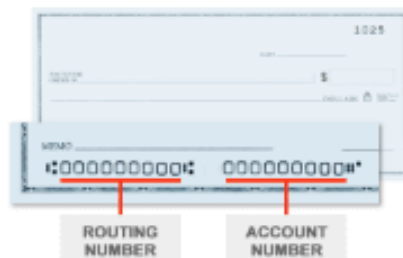 1025
$
MEMO
⑆000000000⑆ 000000000⑈
ROUTING NUMBER
ACCOUNT NUMBER